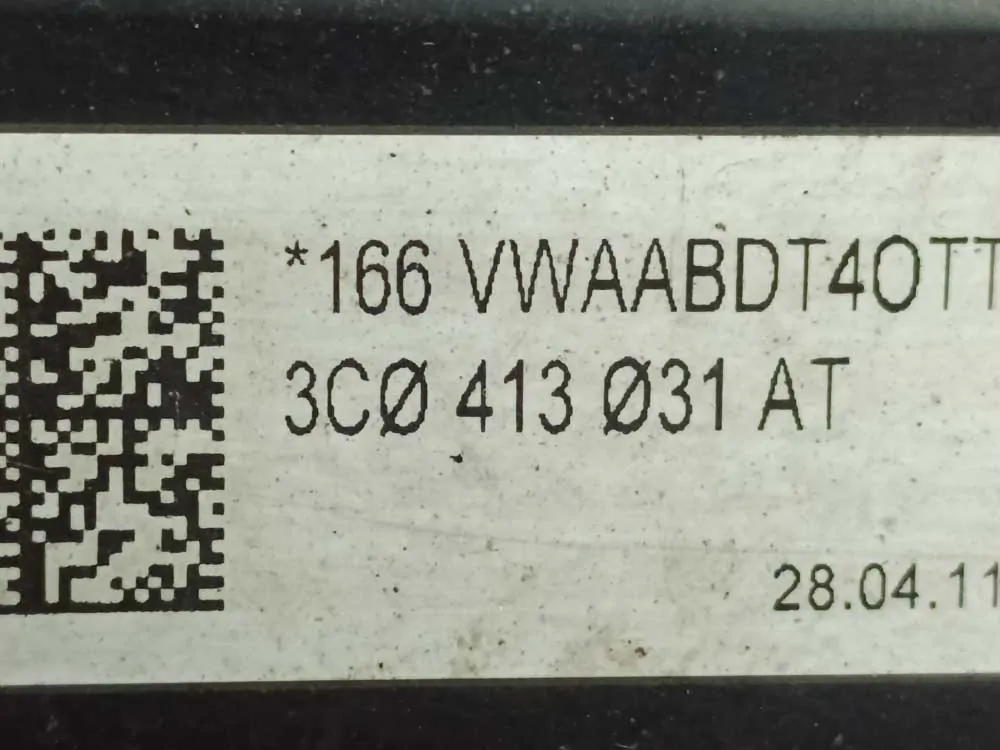 *166 VWAABDT4OTT
3CØ 413 Ø31 AT
28.04.11